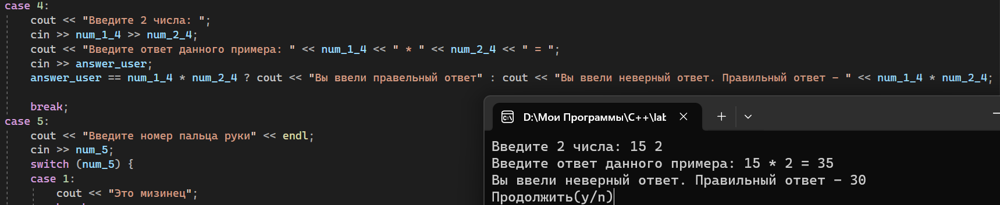 case 4:
cout << "Введите 2 числа: ";
cin >> num_1_4 >> num_2_4;
cout << "Введите ответ данного примера: " << num_1_4 << " * " << num_2_4 << " = ";
cin >> answer_user;
answer_user == num_1_4 * num_2_4 ? cout << "Вы ввели правельный ответ" : cout << "Вы ввели неверный ответ. Правильный ответ - " << num_1_4 * num_2_4;
break;
case 5:
cout << "Введите номер пальца руки" << endl;
cin >> num_5;
switch (num_5) {
case 1:
cout << "Это мизинец";
D:\Мои Программы\C++\lab
Введите 2 числа: 15 2
Введите ответ данного примера: 15 * 2 = 35
Вы ввели неверный ответ. Правильный ответ - 30
Продолжить(y/n)